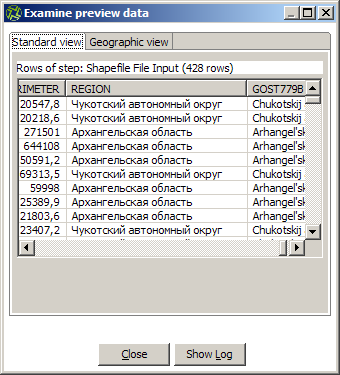 Examine preview data
Standard view Geographic view
Rows of step: Shapefile File Input (428 rows)
RIMETER REGION GOST779B
20547,8 Чукотский автономный округ Chukotskij
20218,6 Чукотский автономный округ Chukotskij
271501 Архангельская область Arhangel'sk
644108 Архангельская область Arhangel'sk
50591,2 Архангельская область Arhangel'sk
69313,5 Чукотский автономный округ Chukotskij
59998 Архангельская область Arhangel'sk
25389,9 Архангельская область Arhangel'sk
21803,6 Архангельская область Arhangel'sk
23407,2 Чукотский автономный округ Chukotskij
Close Show Log